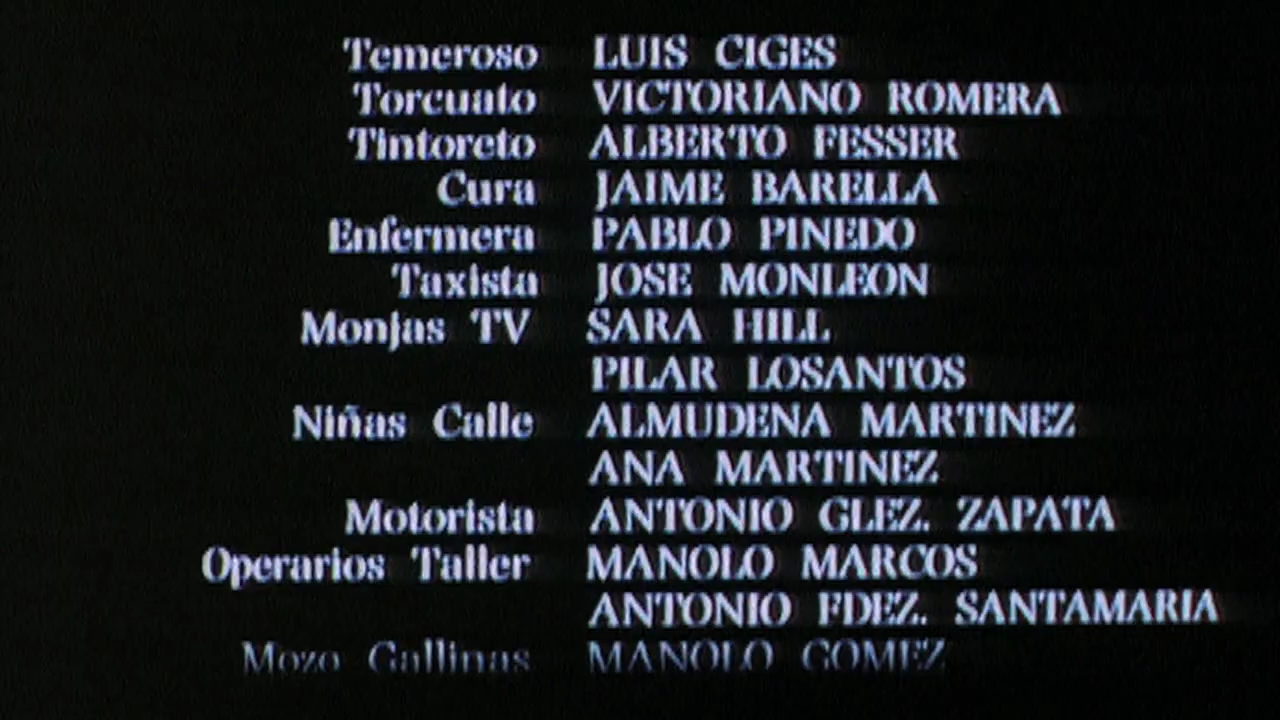 Temeroso LUIS CIGES
Torcuato VICTORIANO ROMERA
Tintoreto ALBERTO FESSER
Cura JAIME BARELLA
Enfermera PABLO PINEDO
Taxista JOSE MONLEON
Monjas TV SARA HILL
PILAR LOSANTOS
Niñas Calle ALMUDENA MARTINEZ
ANA MARTINEZ
Motorista ANTONIO GLEZ. ZAPATA
Operarios Taller MANOLO MARCOS
ANTONIO FDEZ. SANTAMARIA
Mozo Gallinas MANOLO GOMEZ